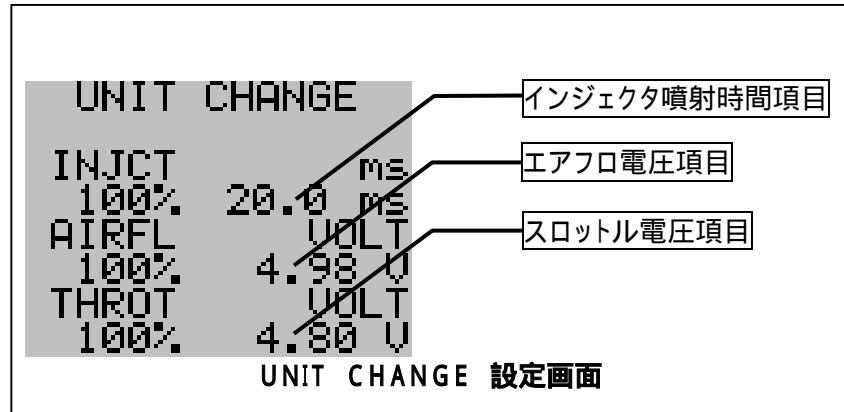 UNIT CHANGE
INJCT ms
100% 20.0 ms
AIRFL VOLT
100% 4.98 V
THROT VOLT
100% 4.80 V
インジェクタ噴射時間項目
エアフロ電圧項目
スロットル電圧項目
UNIT CHANGE 設定画面